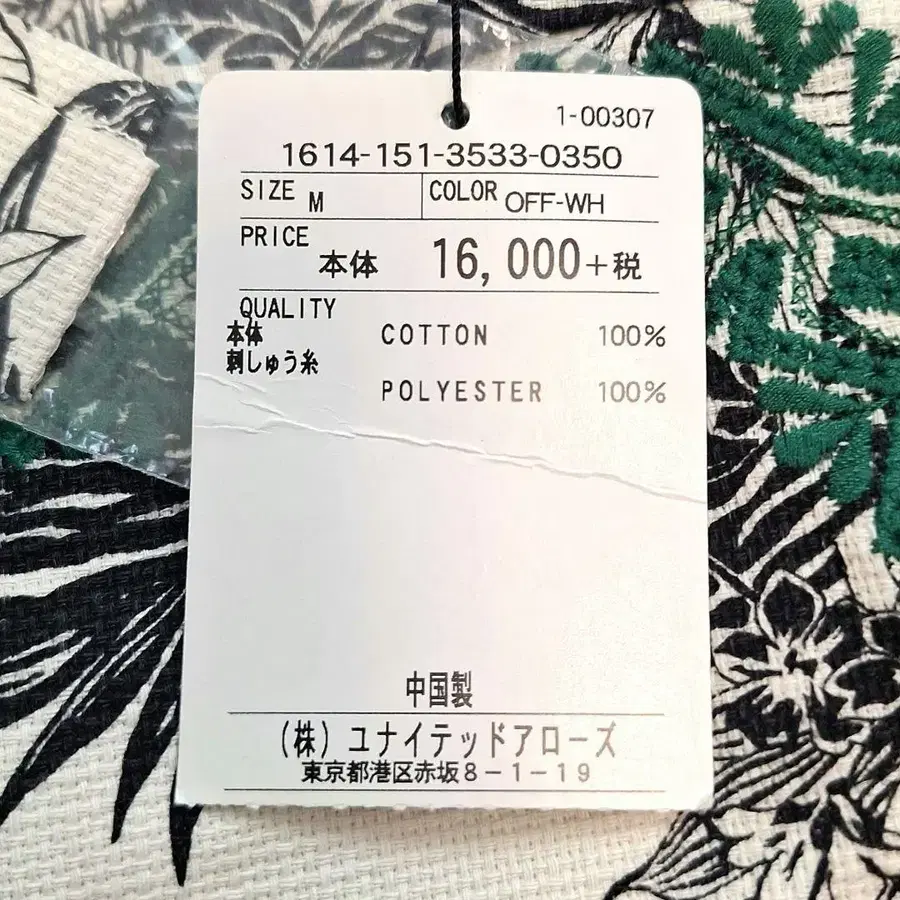 1-00307
1614-151-3533-0350
SIZE M COLOR OFF-WH
PRICE 本体 16,000+税
QUALITY
本体 COTTON 100%
刺しゅう糸
POLYESTER 100%
中国製
(株)ユナイテッドアローズ
東京都港区赤坂8-1-19